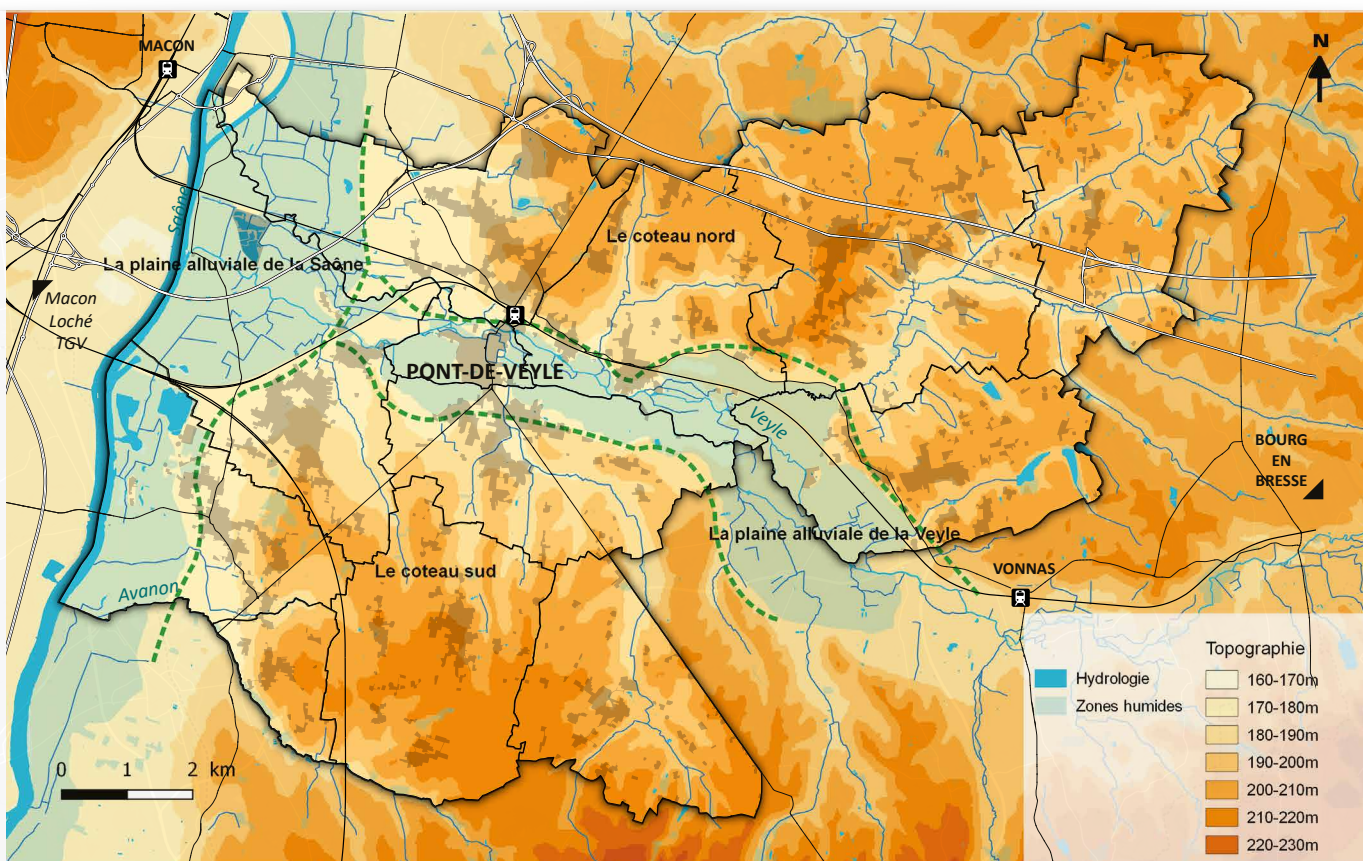 MACON
N
Saône
Le coteau nord
La plaine alluviale de la Saône
Macon
Loché
TGV
PONT-DE-VEYLE
Veyle
BOURG
EN
BRESSE
La plaine alluviale de la Veyle
Le coteau sud
VONNAS
Avanon
Hydrologie
Zones humides
Topographie
160-170m
170-180m
180-190m
190-200m
200-210m
210-220m
220-230m
0 1 2 km